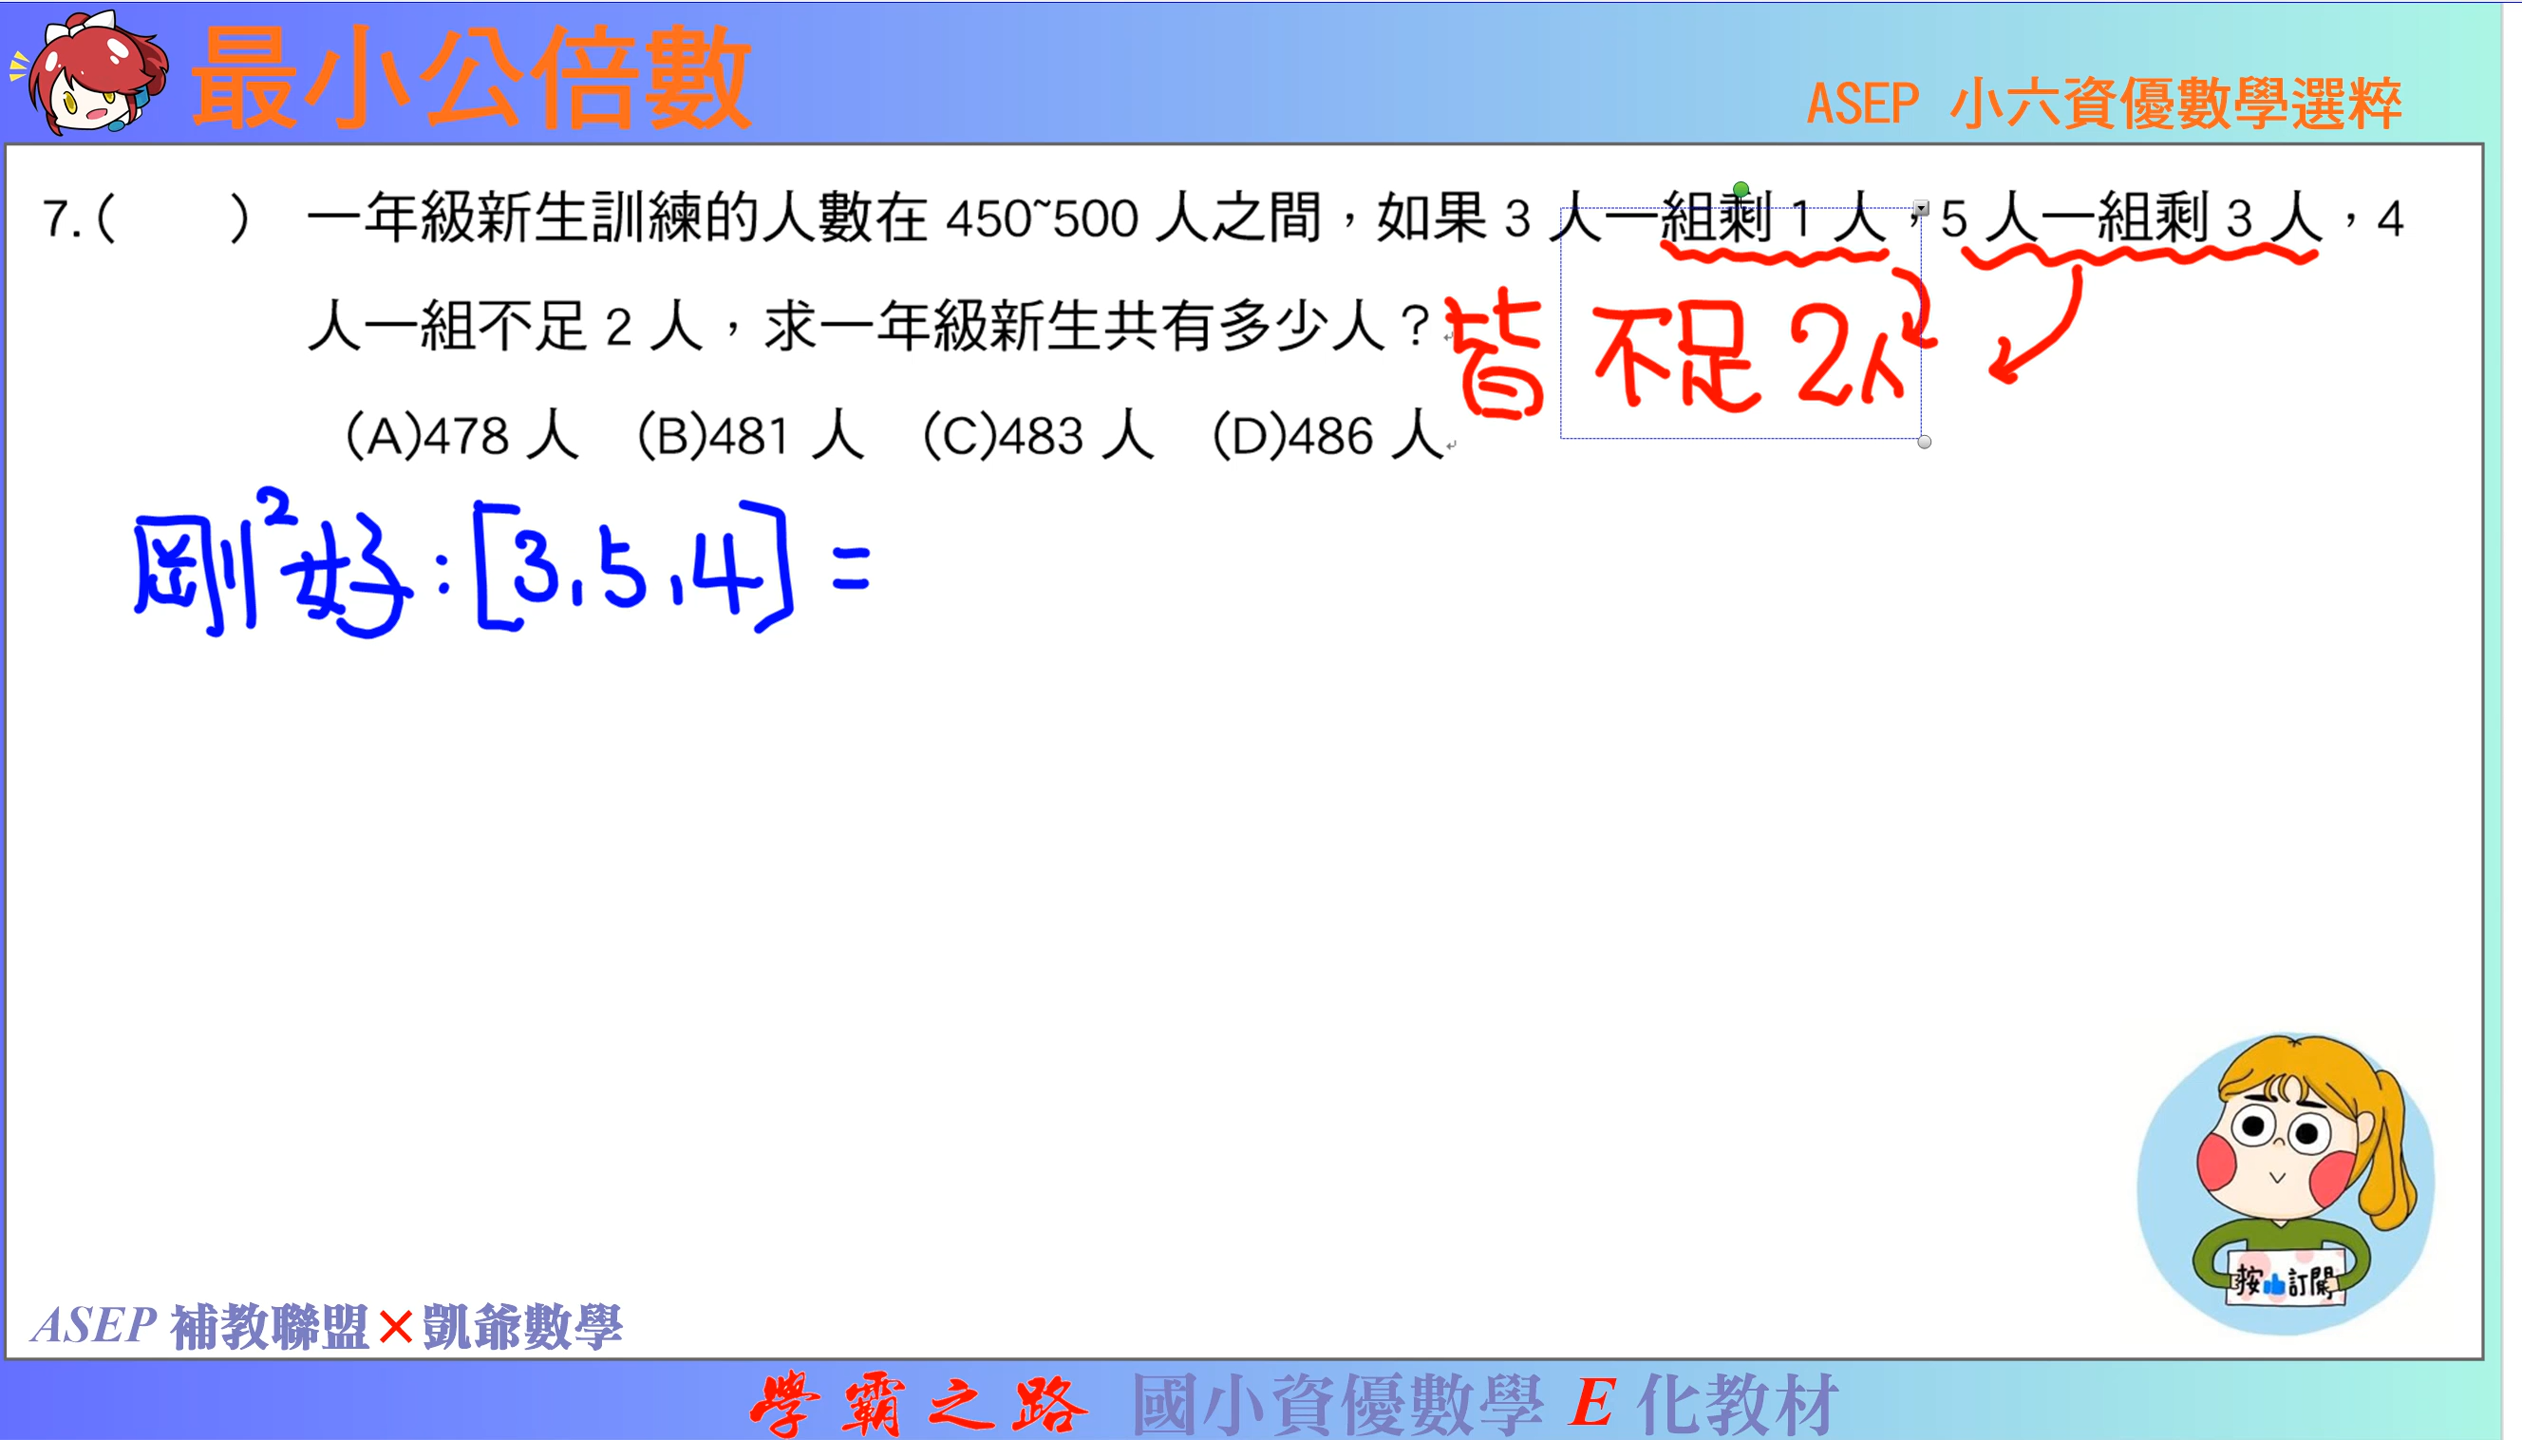 最小公倍數
ASEP 小六資優數學選粹
7.( ) 一年級新生訓練的人數在 450~500 人之間，如果 3 人一組剩 1 人，5 人一組剩 3 人，4
人一組不足 2 人，求一年級新生共有多少人？
皆 不足 2人
(A)478 人 (B)481 人 (C)483 人 (D)486 人
剛²好:[3,5,4]=
按訂閱
ASEP 補教聯盟×凱爺數學
學霸之路 國小資優數學 E 化教材